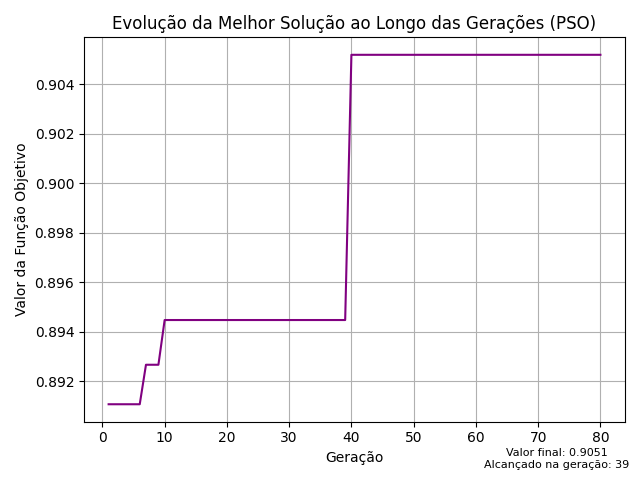 Evolução da Melhor Solução ao Longo das Gerações (PSO)
Valor da Função Objetivo
0.904
0.902
0.900
0.898
0.896
0.894
0.892
0 10 20 30 40 50 60 70 80
Geração
Valor final: 0.9051
Alcançado na geração: 39